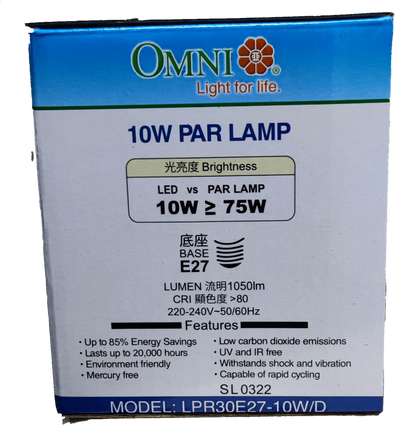 OMNI ®
Light for life.
10W PAR LAMP
光亮度 Brightness
LED vs PAR LAMP
10W ≥ 75W
底座
BASE
E27
LUMEN 流明1050lm
CRI 顯色度 >80
220-240V~50/60Hz
Features
· Up to 85% Energy Savings
· Lasts up to 20,000 hours
· Environment friendly
· Mercury free
· Low carbon dioxide emissions
· UV and IR free
· Withstands shock and vibration
· Capable of rapid cycling
SL0322
MODEL: LPR30E27-10W/D